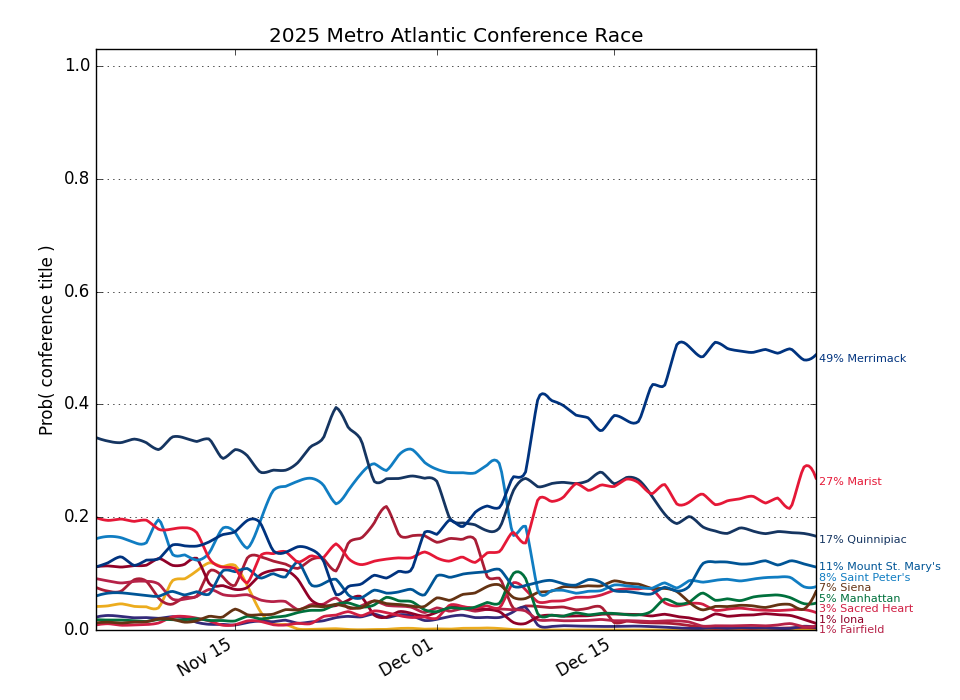 2025 Metro Atlantic Conference Race
Prob( conference title )
1.0
0.8
0.6
0.4
0.2
0.0
Nov 15
Dec 01
Dec 15
49% Merrimack
27% Marist
17% Quinnipiac
11% Mount St. Mary's
8% Saint Peter's
7% Siena
5% Manhattan
3% Sacred Heart
1% Iona
1% Fairfield